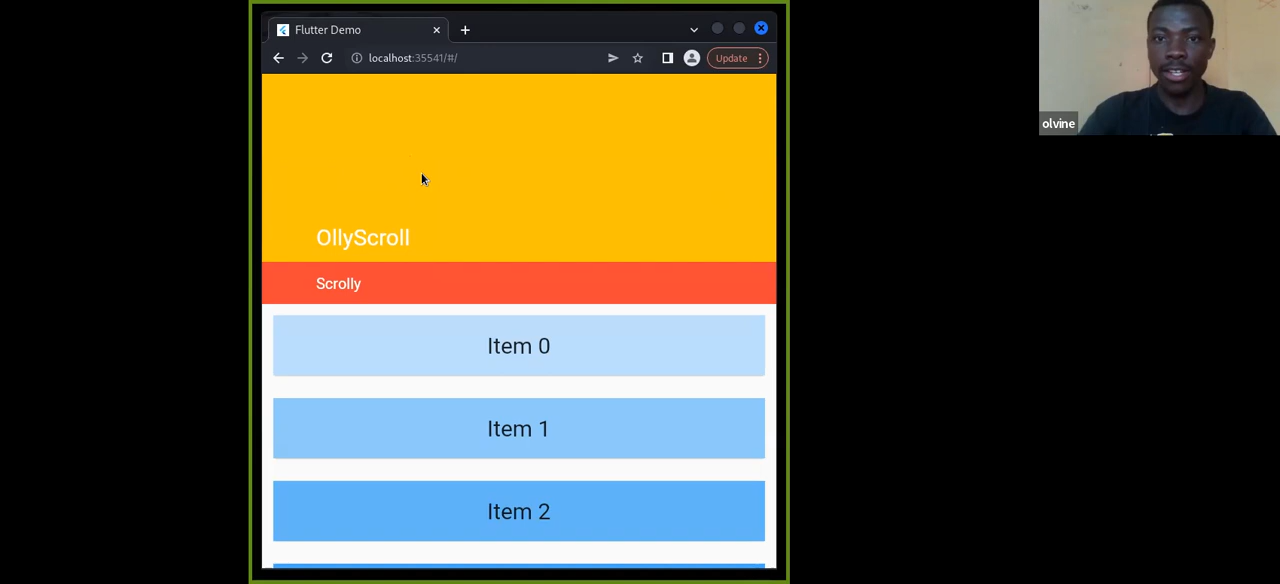 Flutter Demo
localhost:35541/#/
Update
olvine
OllyScroll
Scrolly
Item 0
Item 1
Item 2